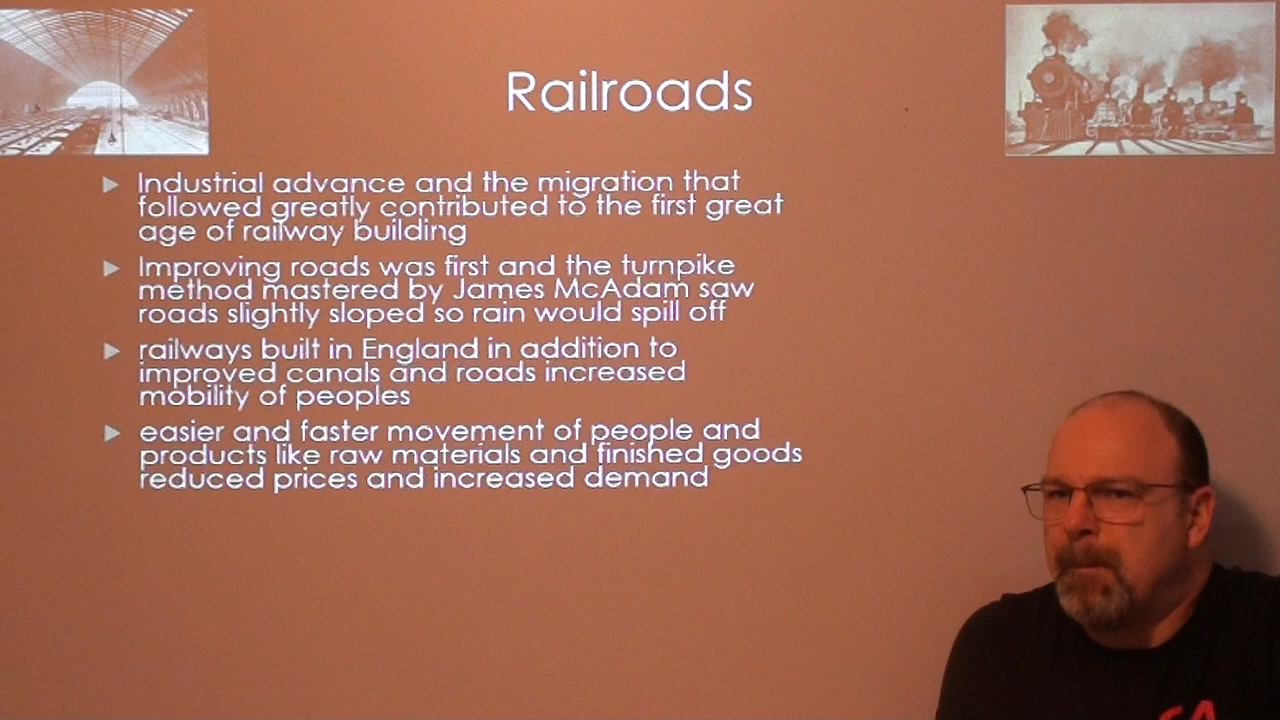 Railroads
Industrial advance and the migration that
followed greatly contributed to the first great
age of railway building
Improving roads was first and the turnpike
method mastered by James McAdam saw
roads slightly sloped so rain would spill off
railways built in England in addition to
improved canals and roads increased
mobility of peoples
easier and faster movement of people and
products like raw materials and finished goods
reduced prices and increased demand